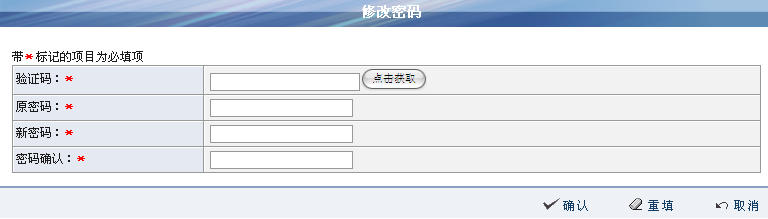 修改密码
带*标记的项目为必填项
验证码：* 点击获取
原密码：*
新密码：*
密码确认：*
确认 重填 取消